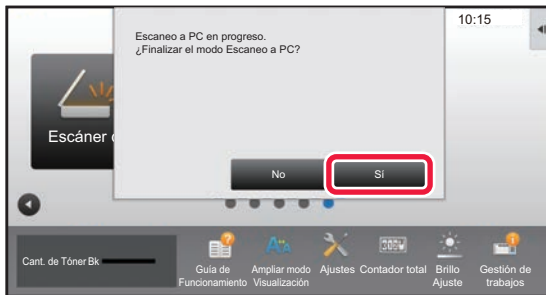 Escaneo a PC en progreso.
¿Finalizar el modo Escaneo a PC?
10:15
Escáner
No
Sí
Cant. de Tóner Bk
Guía de
Funcionamiento
Ampliar modo
Visualización
Ajustes
Contador total
Brillo
Ajuste
Gestión de
trabajos